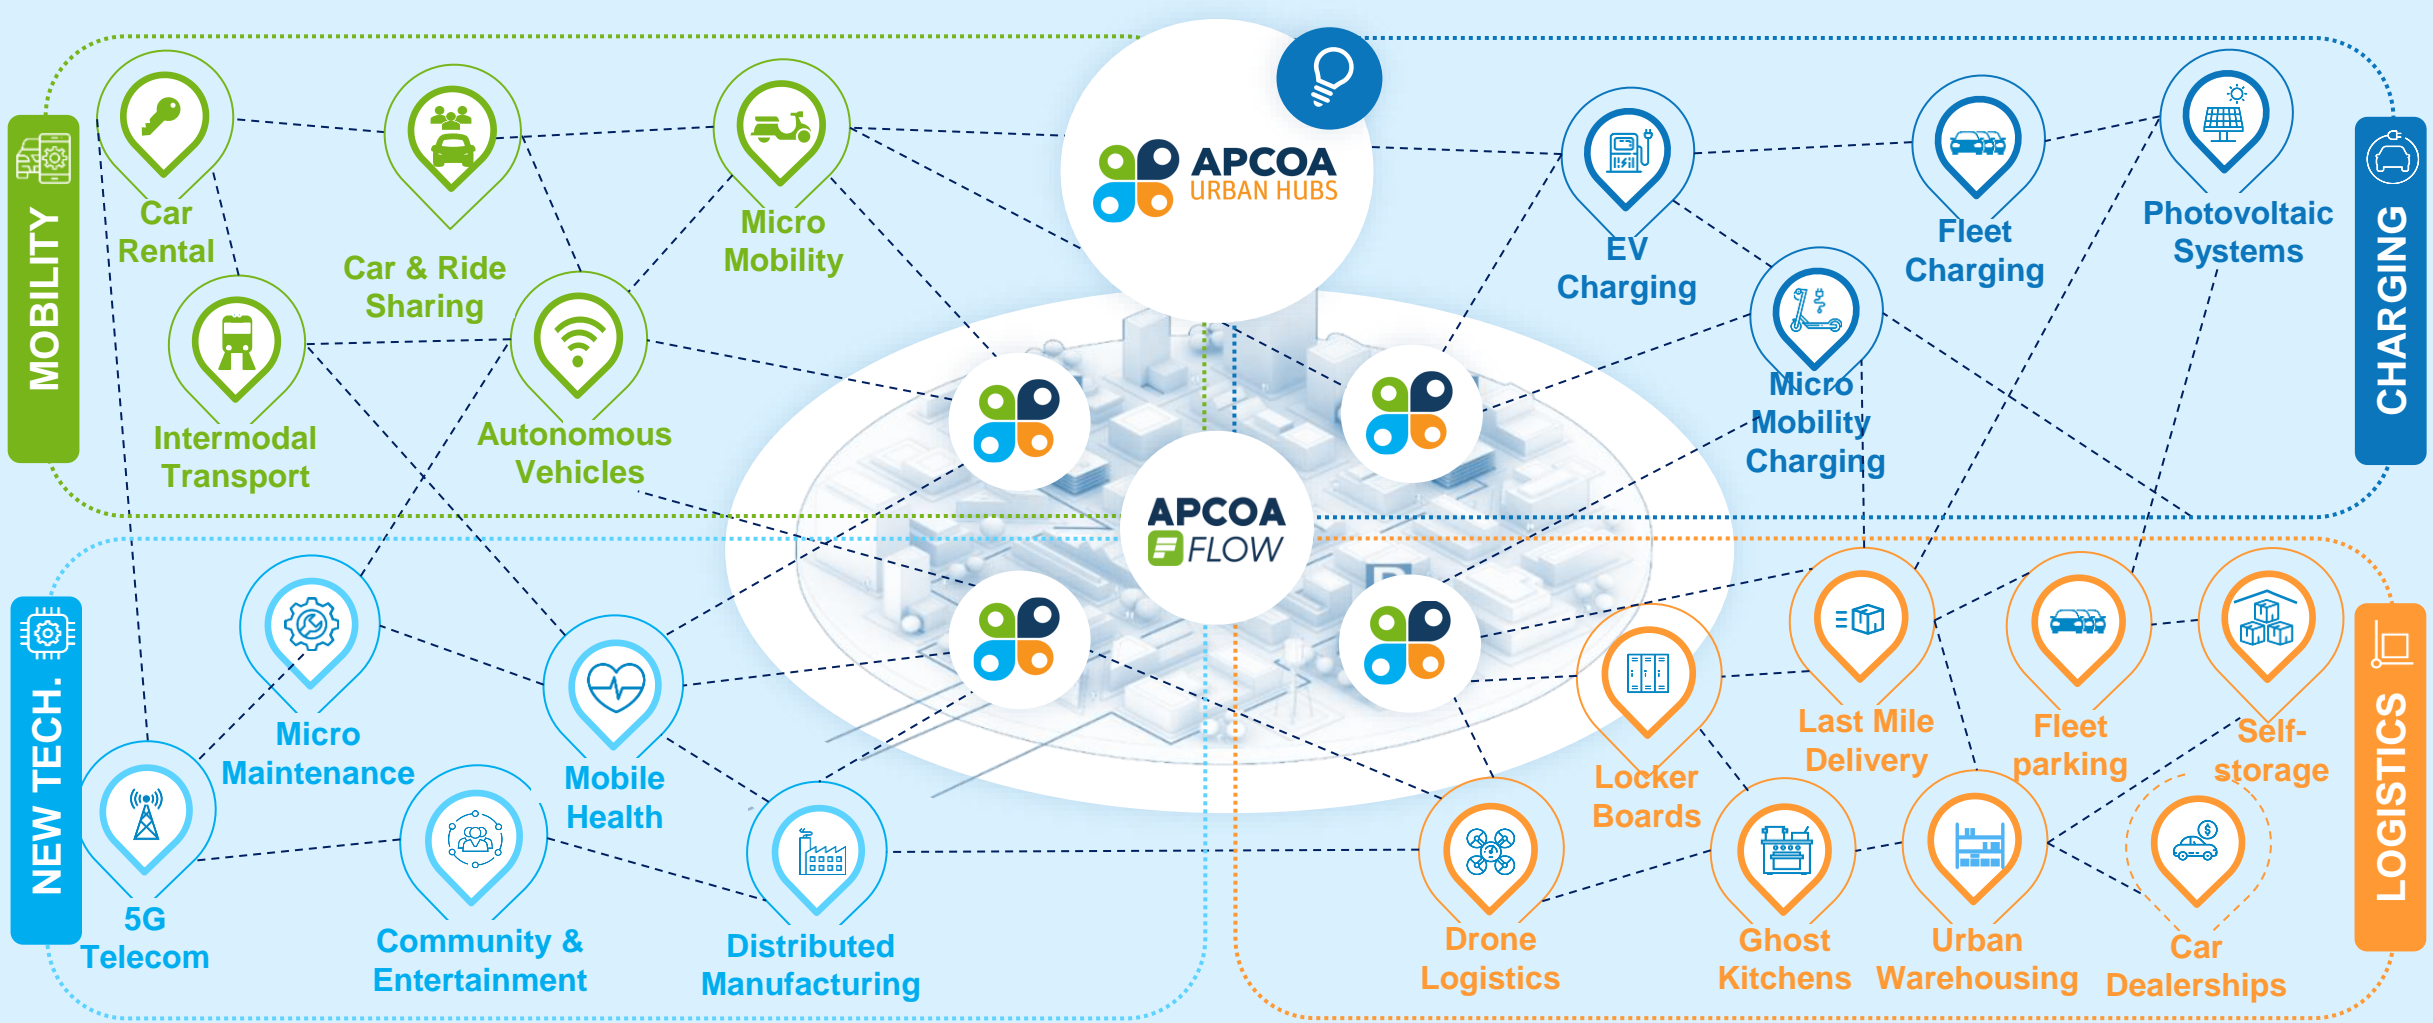 APCOA
URBAN HUBS
MOBILITY
Car
Rental
Car & Ride
Sharing
Micro
Mobility
Intermodal
Transport
Autonomous
Vehicles
CHARGING
EV
Charging
Fleet
Charging
Photovoltaic
Systems
Micro
Mobility
Charging
APCOA
FLOW
NEW TECH.
Micro
Maintenance
Mobile
Health
5G
Telecom
Community &
Entertainment
Distributed
Manufacturing
LOGISTICS
Locker
Boards
Last Mile
Delivery
Fleet
parking
Self-
storage
Drone
Logistics
Ghost
Kitchens
Urban
Warehousing
Car
Dealerships